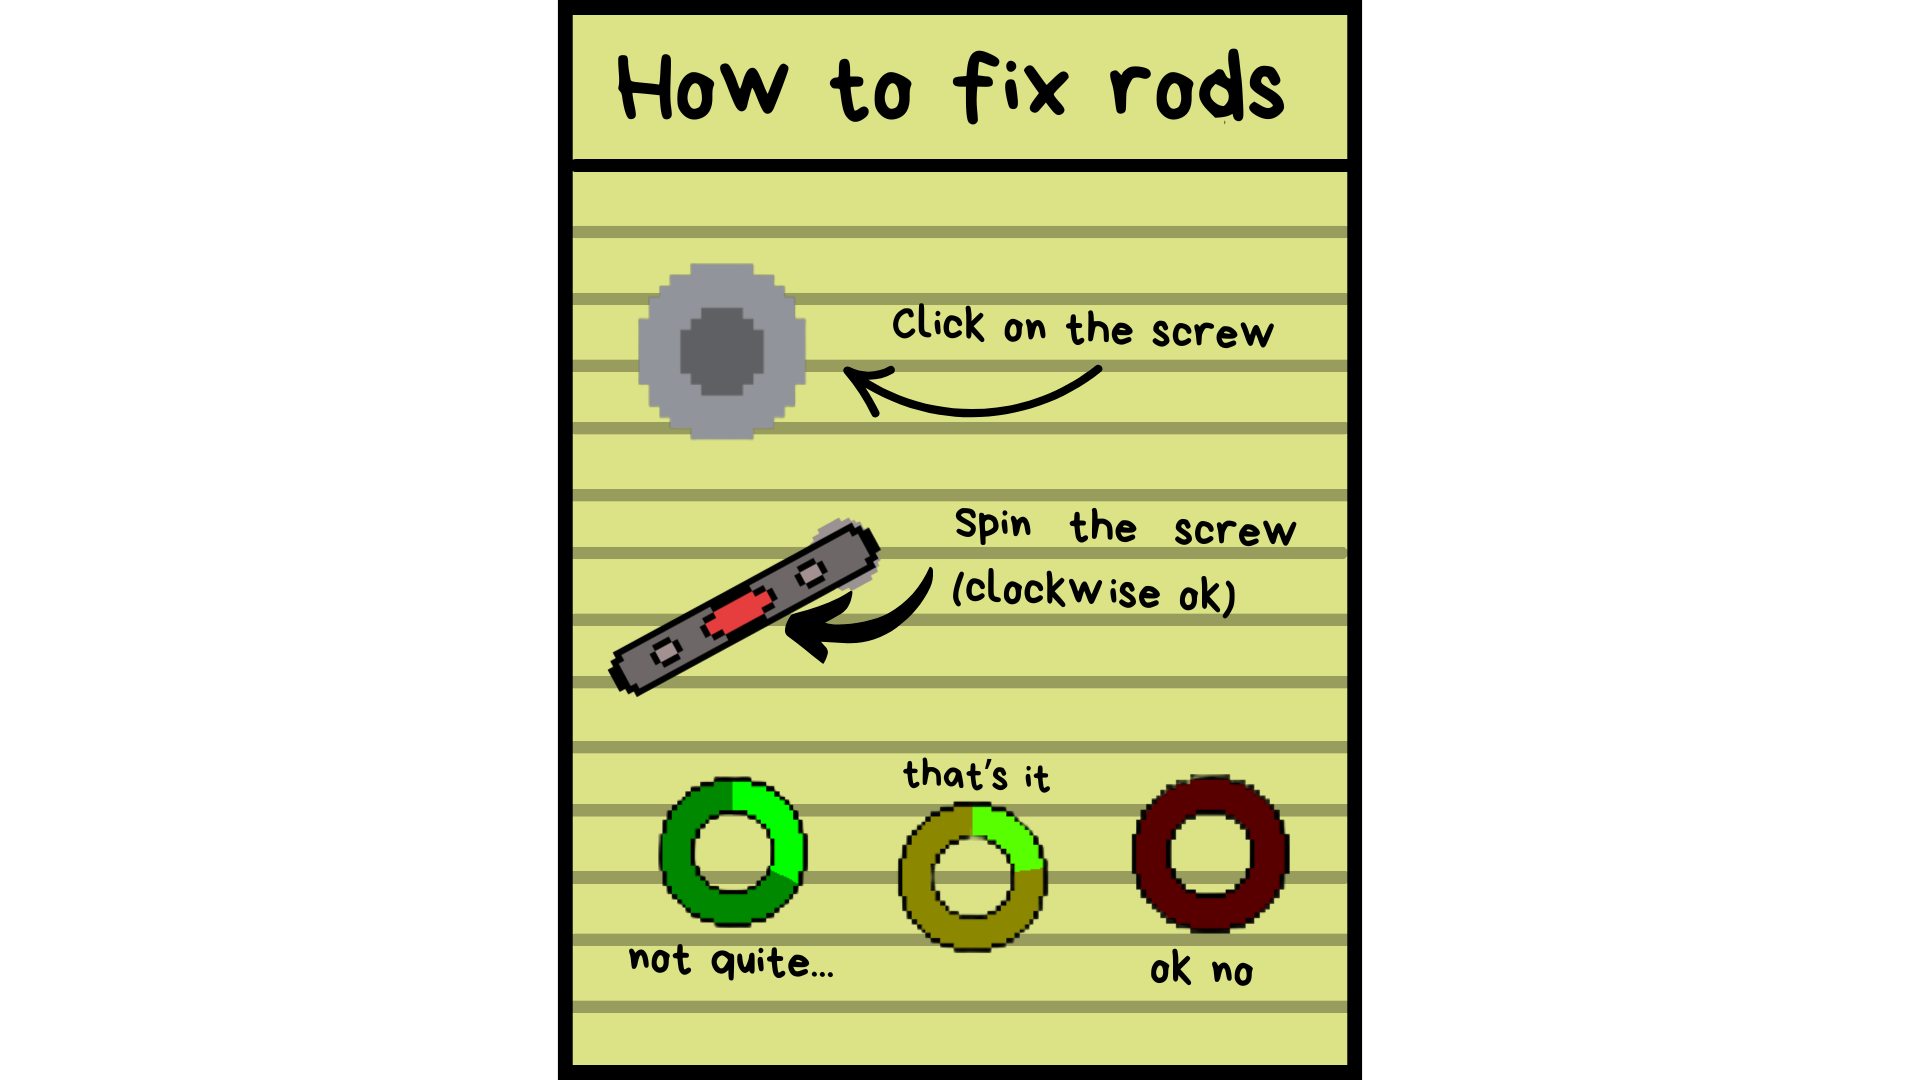 How to fix rods
Click on the screw
Spin the screw
(clockwise ok)
that's it
not quite...
ok no